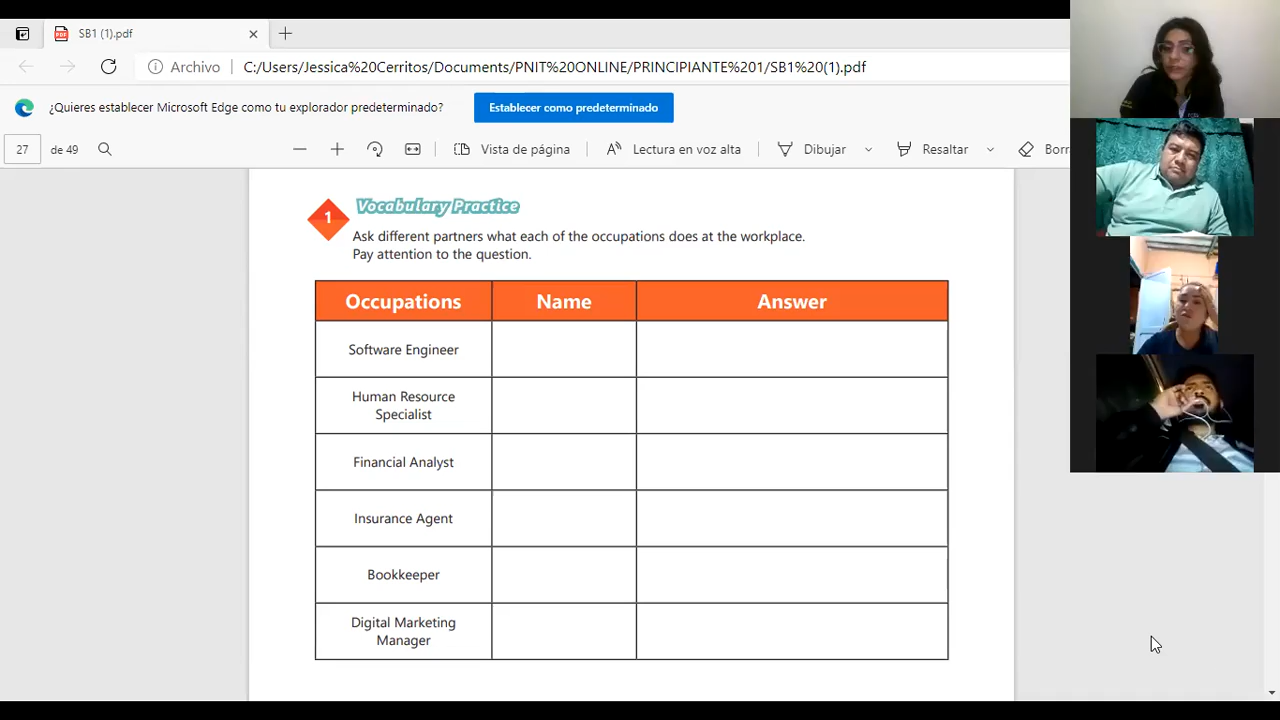 SB1 (1).pdf
Archivo C:/Users/Jessica%20Cerritos/Documents/PNIT%20ONLINE/PRINCIPIANTE%201/SB1%20(1).pdf
¿Quieres establecer Microsoft Edge como tu explorador predeterminado? Establecer como predeterminado
27 de 49 Vista de página Lectura en voz alta Dibujar Resaltar Borr
1 Vocabulary Practice
Ask different partners what each of the occupations does at the workplace.
Pay attention to the question.
Occupations Name Answer
Software Engineer
Human Resource
Specialist
Financial Analyst
Insurance Agent
Bookkeeper
Digital Marketing
Manager